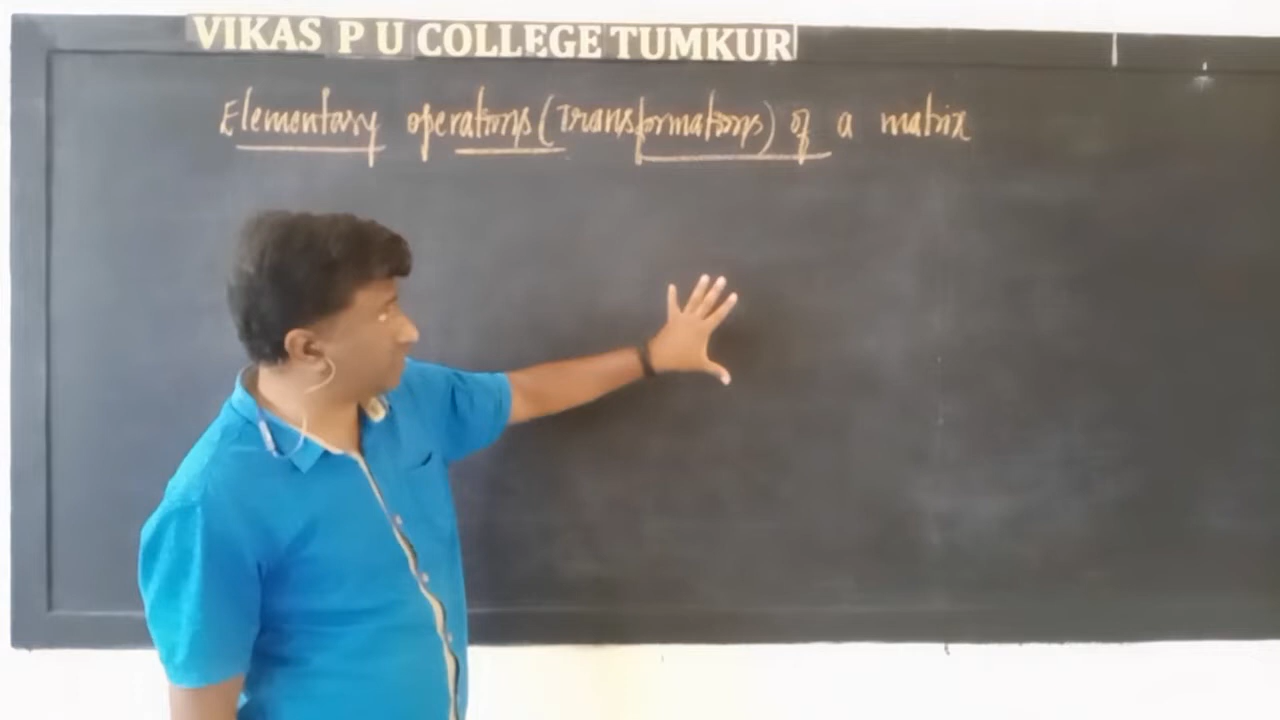 VIKAS P U COLLEGE TUMKUR
Elementary operations (Transformations) of a matrix